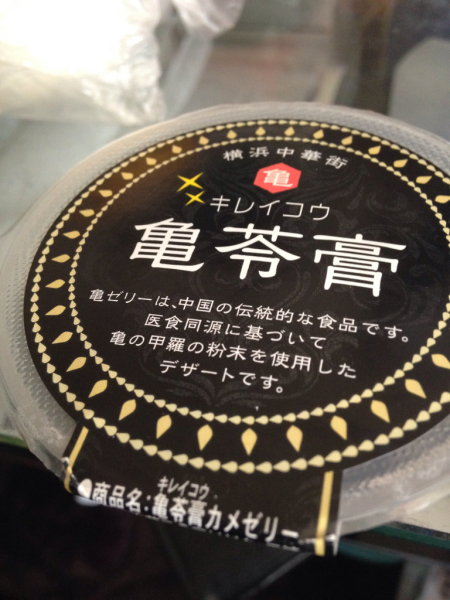 横浜中華街
亀
キレイコウ
亀苓膏
亀ゼリーは、中国の伝統的な食品です。
医食同源に基づいて
亀の甲羅の粉末を使用した
デザートです。
キレイコウ
●商品名:亀苓膏カメゼリー